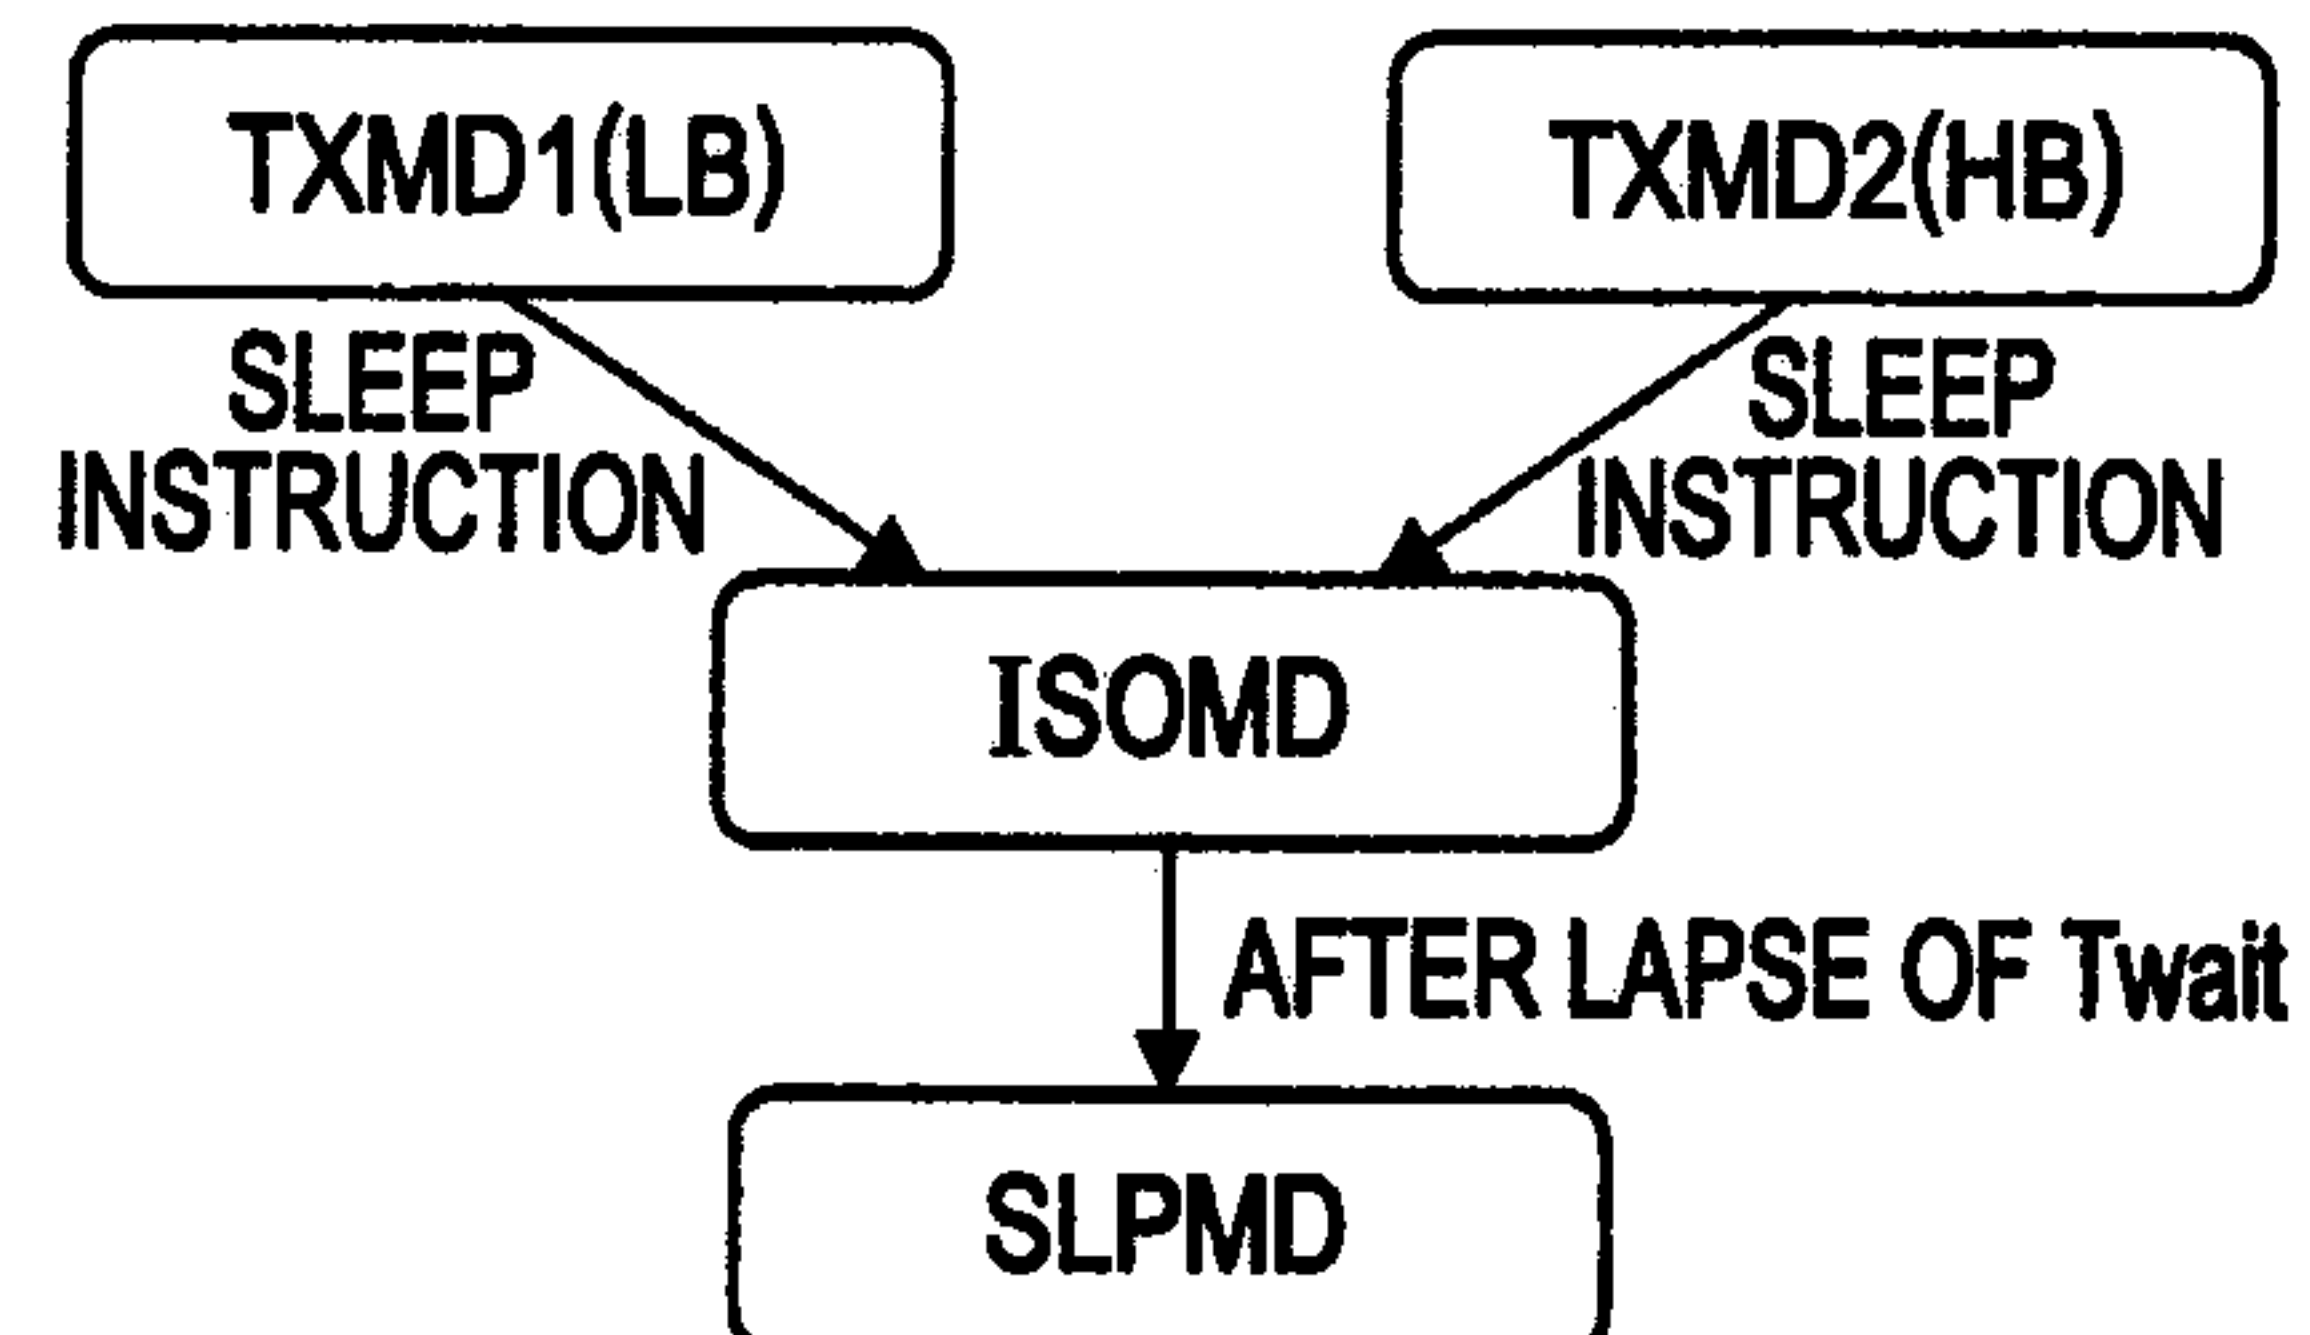 TXMD1(LB)
TXMD2(HB)
SLEEP
INSTRUCTION
SLEEP
INSTRUCTION
ISOMD
AFTER LAPSE OF Twait
SLPMD